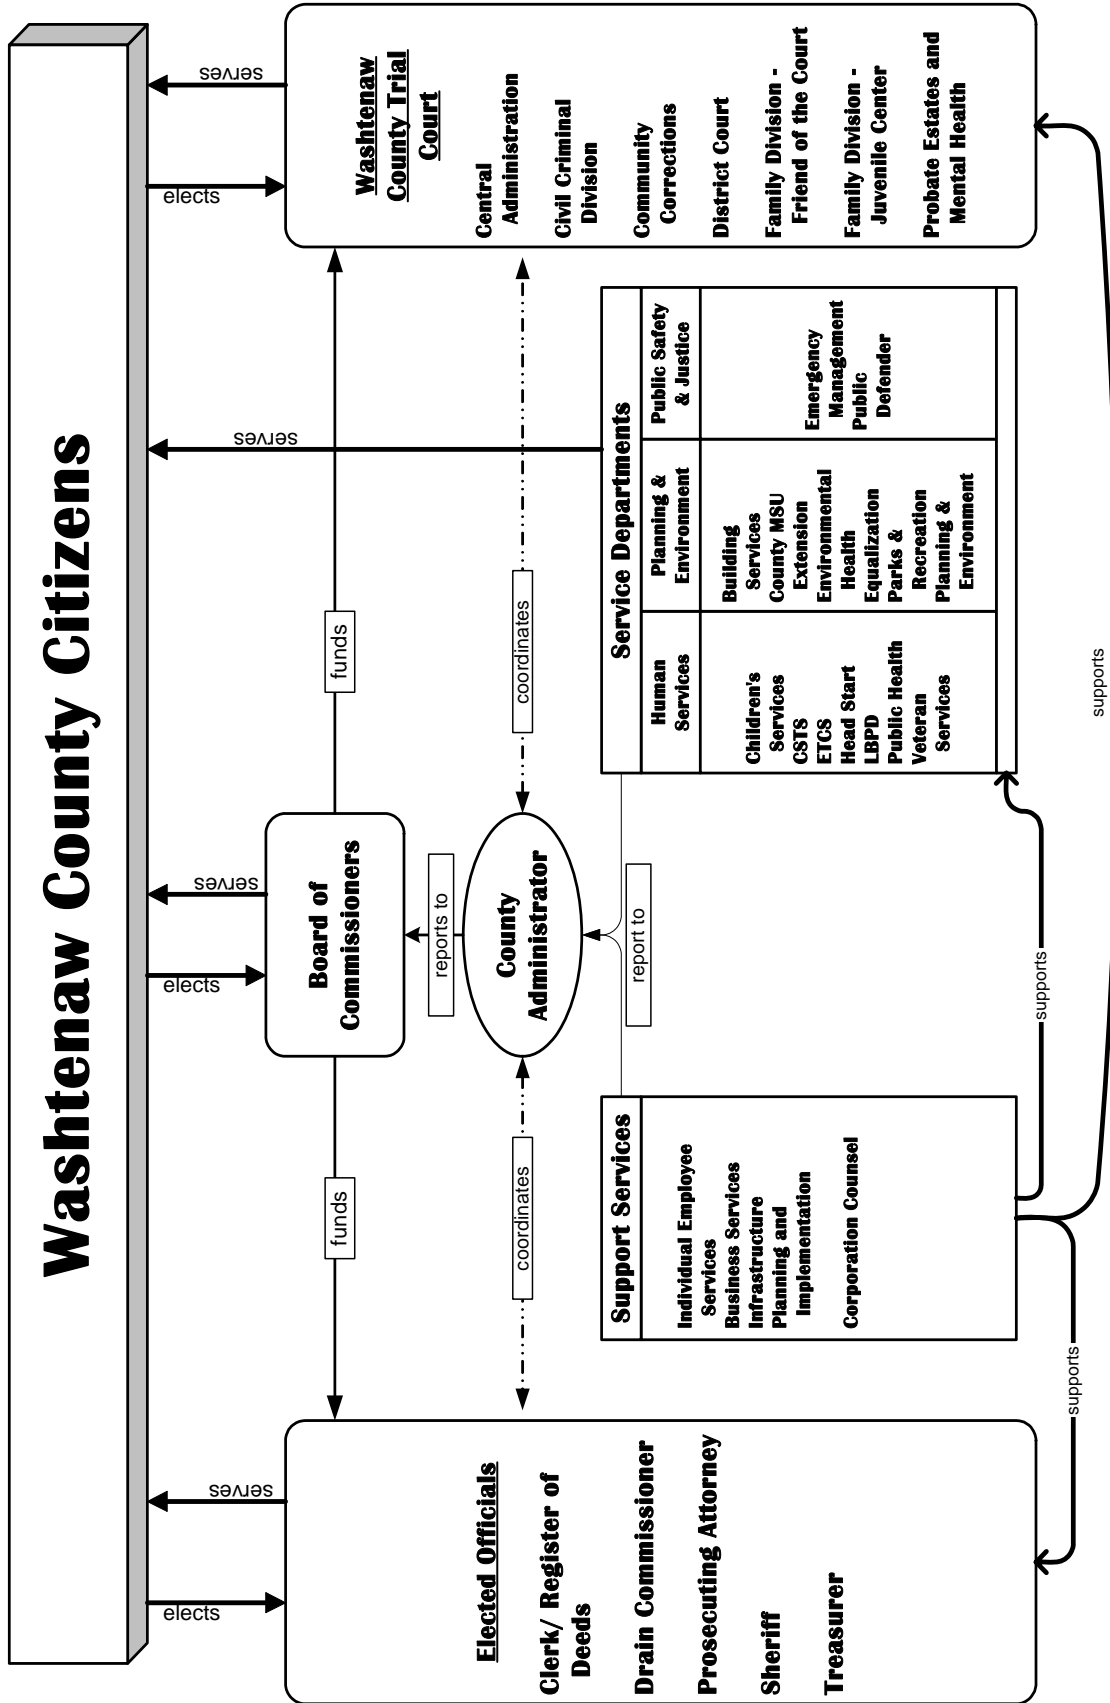 Washtenaw County Citizens
elects
serves
elects
serves
serves
elects
serves
Elected Officials
Clerk/ Register of
Deeds
Drain Commissioner
Prosecuting Attorney
Sheriff
Treasurer
funds
Board of
Commissioners
funds
reports to
coordinates
County
Administrator
coordinates
report to
Support Services
Individual Employee
Services
Business Services
Infrastructure
Planning and
Implementation
Corporation Counsel
Service Departments
Human
Services
Planning &
Environment
Public Safety
& Justice
Children's
Services
CSTS
ETCS
Head Start
LBPD
Public Health
Veteran
Services
Building
Services
County MSU
Extension
Environmental
Health
Equalization
Parks &
Recreation
Planning &
Environment
Emergency
Management
Public
Defender
Washtenaw
County Trial
Court
Central
Administration
Civil Criminal
Division
Community
Corrections
District Court
Family Division -
Friend of the Court
Family Division -
Juvenile Center
Probate Estates and
Mental Health
supports
supports
supports